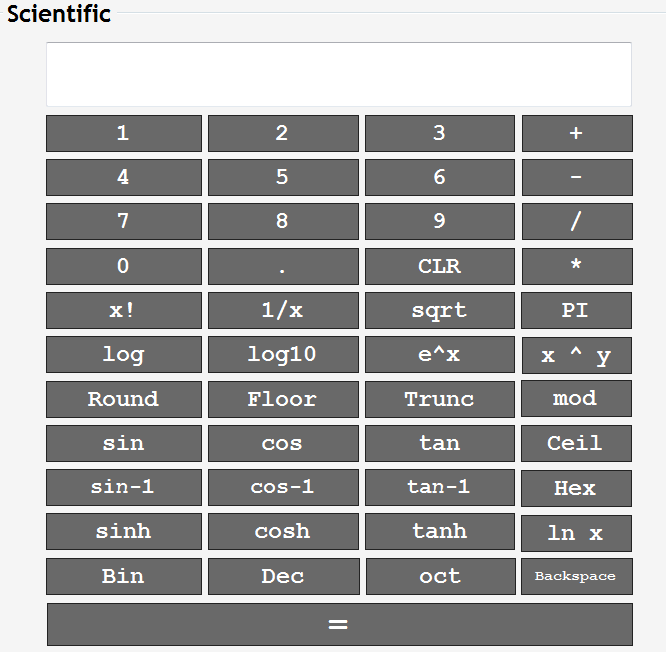 Scientific
1 2 3 +
4 5 6 -
7 8 9 /
0 . CLR *
x! 1/x sqrt PI
log log10 e^x x ^ y
Round Floor Trunc mod
sin cos tan Ceil
sin-1 cos-1 tan-1 Hex
sinh cosh tanh ln x
Bin Dec oct Backspace
=